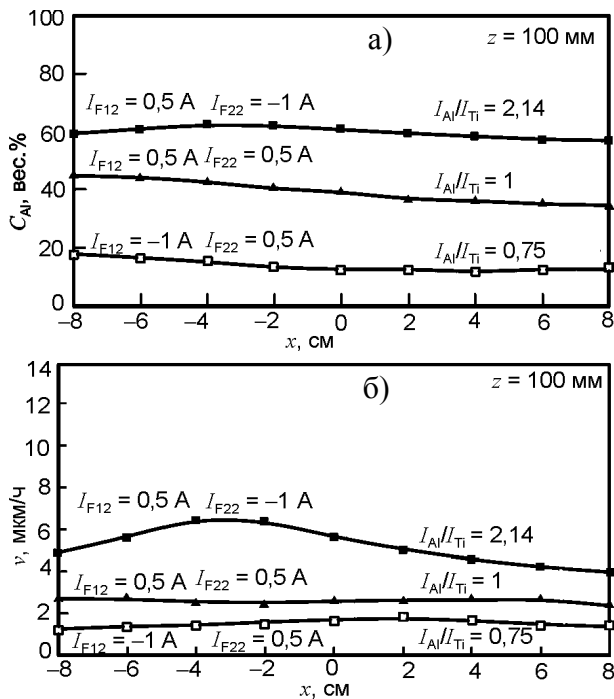 100
а)
z = 100 мм
80
I_F12 = 0,5 A I_F22 = −1 A I_Al/I_Ti = 2,14
60
I_F12 = 0,5 A I_F22 = 0,5 A I_Al/I_Ti = 1
40
I_F12 = −1 A I_F22 = 0,5 A I_Al/I_Ti = 0,75
20
0
C_Al, вес.%
−8 −6 −4 −2 0 2 4 6 8
x, см
14
б)
z = 100 мм
12
10
8
I_F12 = 0,5 A I_F22 = −1 A I_Al/I_Ti = 2,14
6
4
I_F12 = 0,5 A I_F22 = 0,5 A I_Al/I_Ti = 1
2
I_F12 = −1 A I_F22 = 0,5 A I_Al/I_Ti = 0,75
0
v, мкм/ч
−8 −6 −4 −2 0 2 4 6 8
x, см